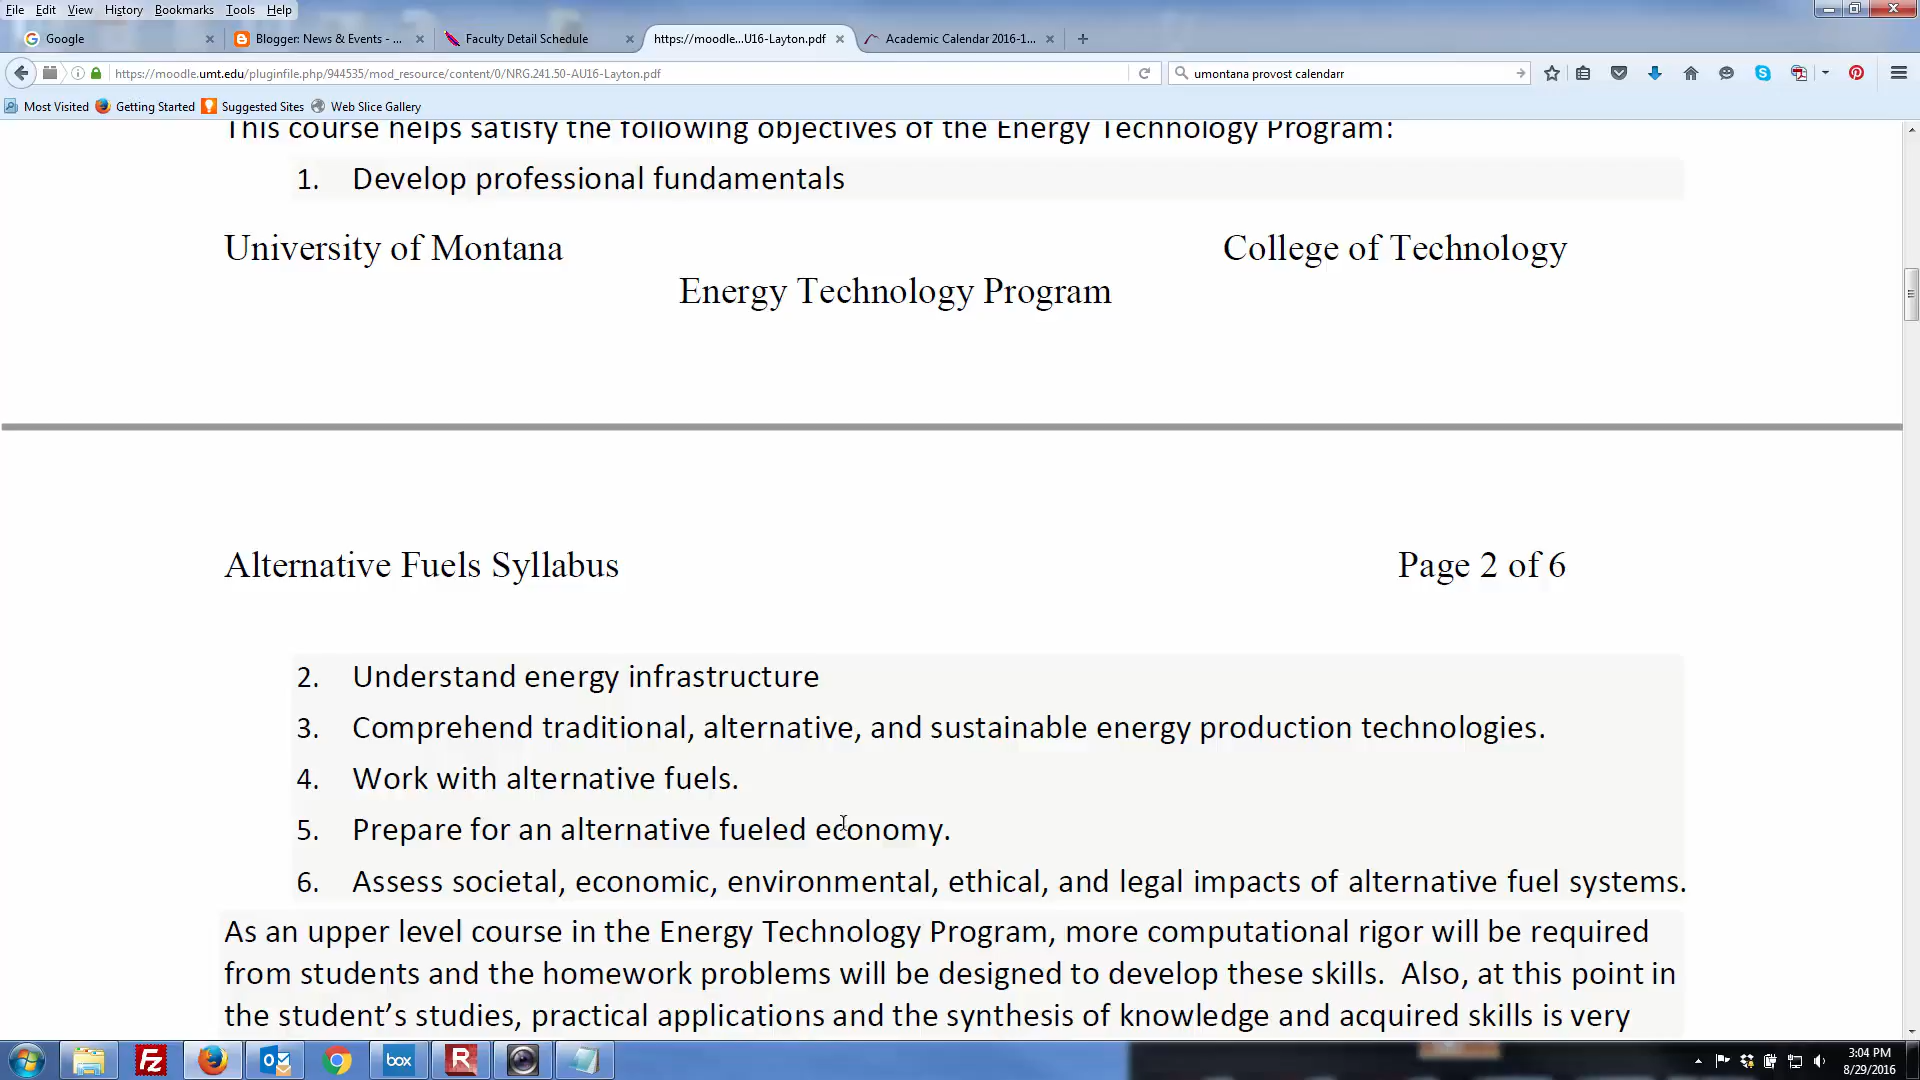 File Edit View History Bookmarks Tools Help
Google
Blogger: News & Events - ...
Faculty Detail Schedule
https://moodle...U16-Layton.pdf
Academic Calendar 2016-1...
https://moodle.umt.edu/pluginfile.php/944535/mod_resource/content/0/NRG.241.50-AU16-Layton.pdf
umontana provost calendarr
Most Visited Getting Started Suggested Sites Web Slice Gallery
This course helps satisfy the following objectives of the Energy Technology Program:
1. Develop professional fundamentals
University of Montana College of Technology
Energy Technology Program
Alternative Fuels Syllabus Page 2 of 6
2. Understand energy infrastructure
3. Comprehend traditional, alternative, and sustainable energy production technologies.
4. Work with alternative fuels.
5. Prepare for an alternative fueled economy.
6. Assess societal, economic, environmental, ethical, and legal impacts of alternative fuel systems.
As an upper level course in the Energy Technology Program, more computational rigor will be required
from students and the homework problems will be designed to develop these skills.  Also, at this point in
the student’s studies, practical applications and the synthesis of knowledge and acquired skills is very
Fz
box
R
3:04 PM
8/29/2016